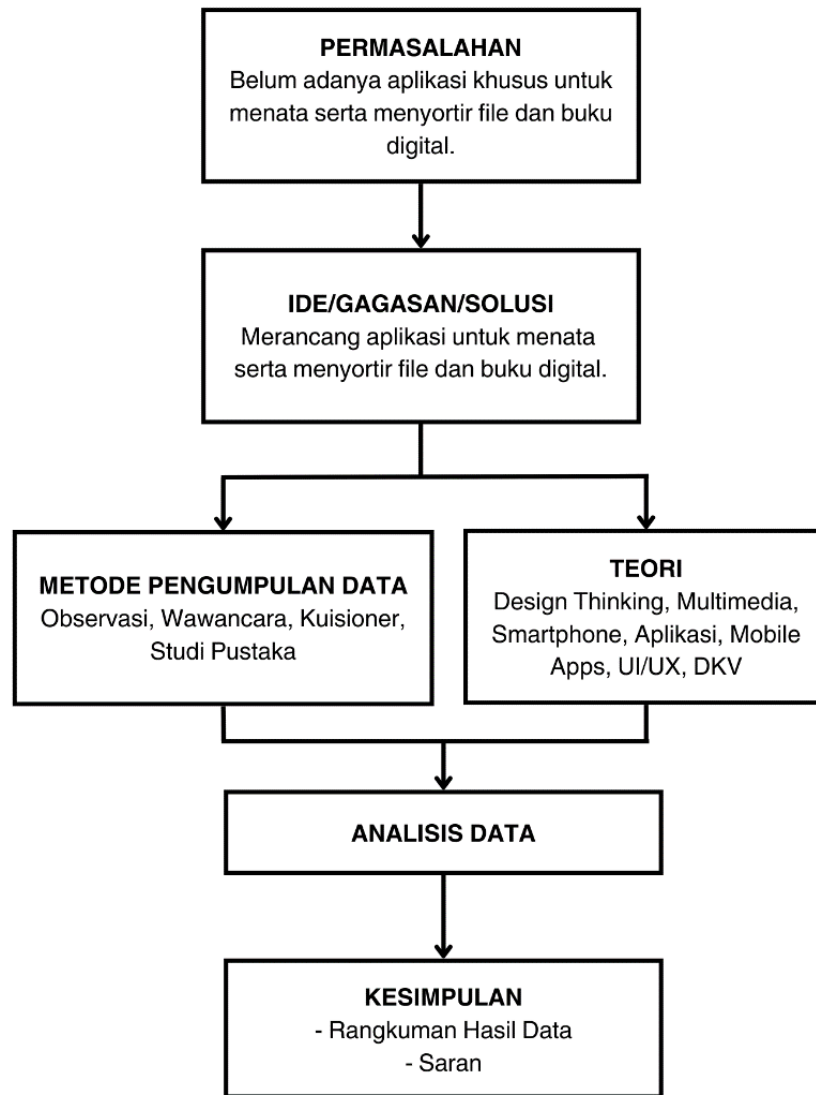 PERMASALAHAN
Belum adanya aplikasi khusus untuk
menata serta menyortir file dan buku
digital.
IDE/GAGASAN/SOLUSI
Merancang aplikasi untuk menata
serta menyortir file dan buku digital.
METODE PENGUMPULAN DATA
Observasi, Wawancara, Kuisioner,
Studi Pustaka
TEORI
Design Thinking, Multimedia,
Smartphone, Aplikasi, Mobile
Apps, UI/UX, DKV
ANALISIS DATA
KESIMPULAN
- Rangkuman Hasil Data
- Saran